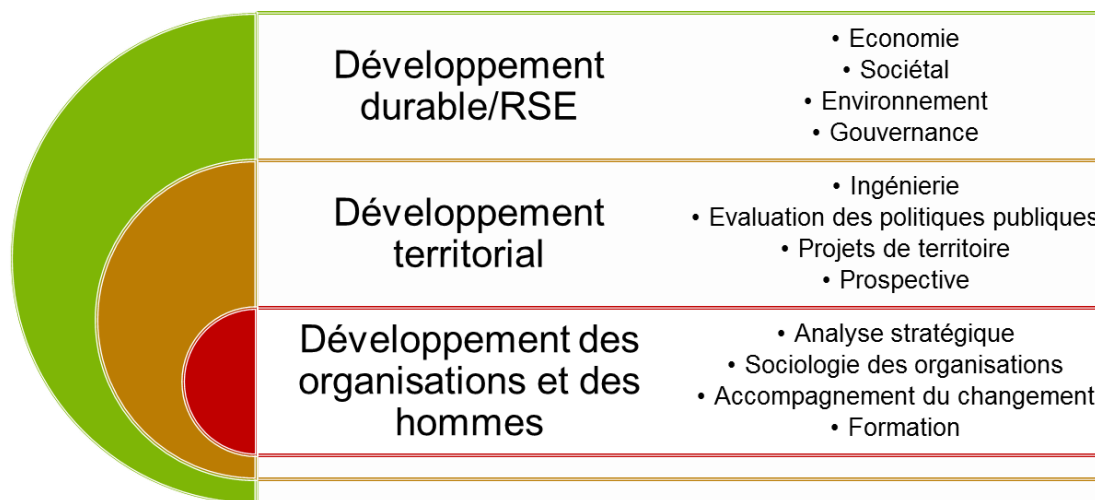 Développement
durable/RSE
• Economie
• Sociétal
• Environnement
• Gouvernance
Développement
territorial
• Ingénierie
• Evaluation des politiques publiques
• Projets de territoire
• Prospective
Développement des
organisations et des
hommes
• Analyse stratégique
• Sociologie des organisations
• Accompagnement du changement
• Formation